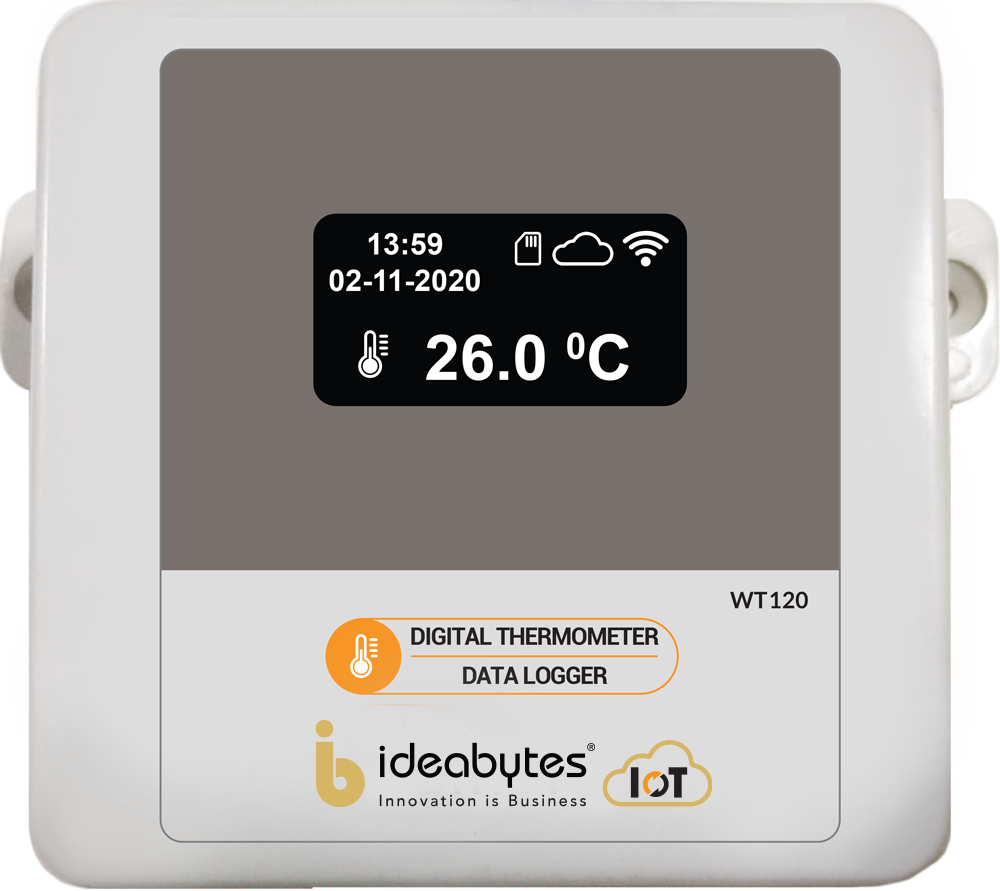 13:59
02-11-2020
26.0 ⁰C
WT120
DIGITAL THERMOMETER
DATA LOGGER
ideabytes®
Innovation is Business
IoT